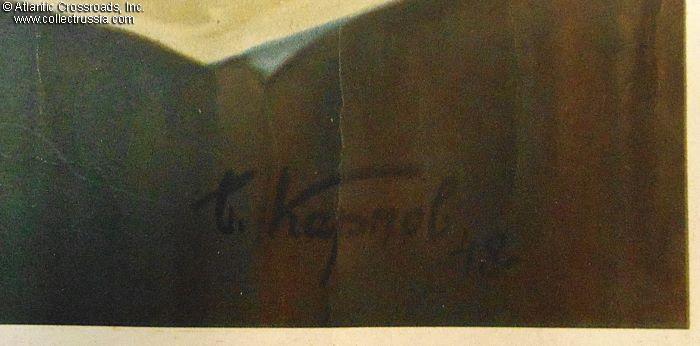 © Atlantic Crossroads, Inc.
www.collectrussia.com
Карпов